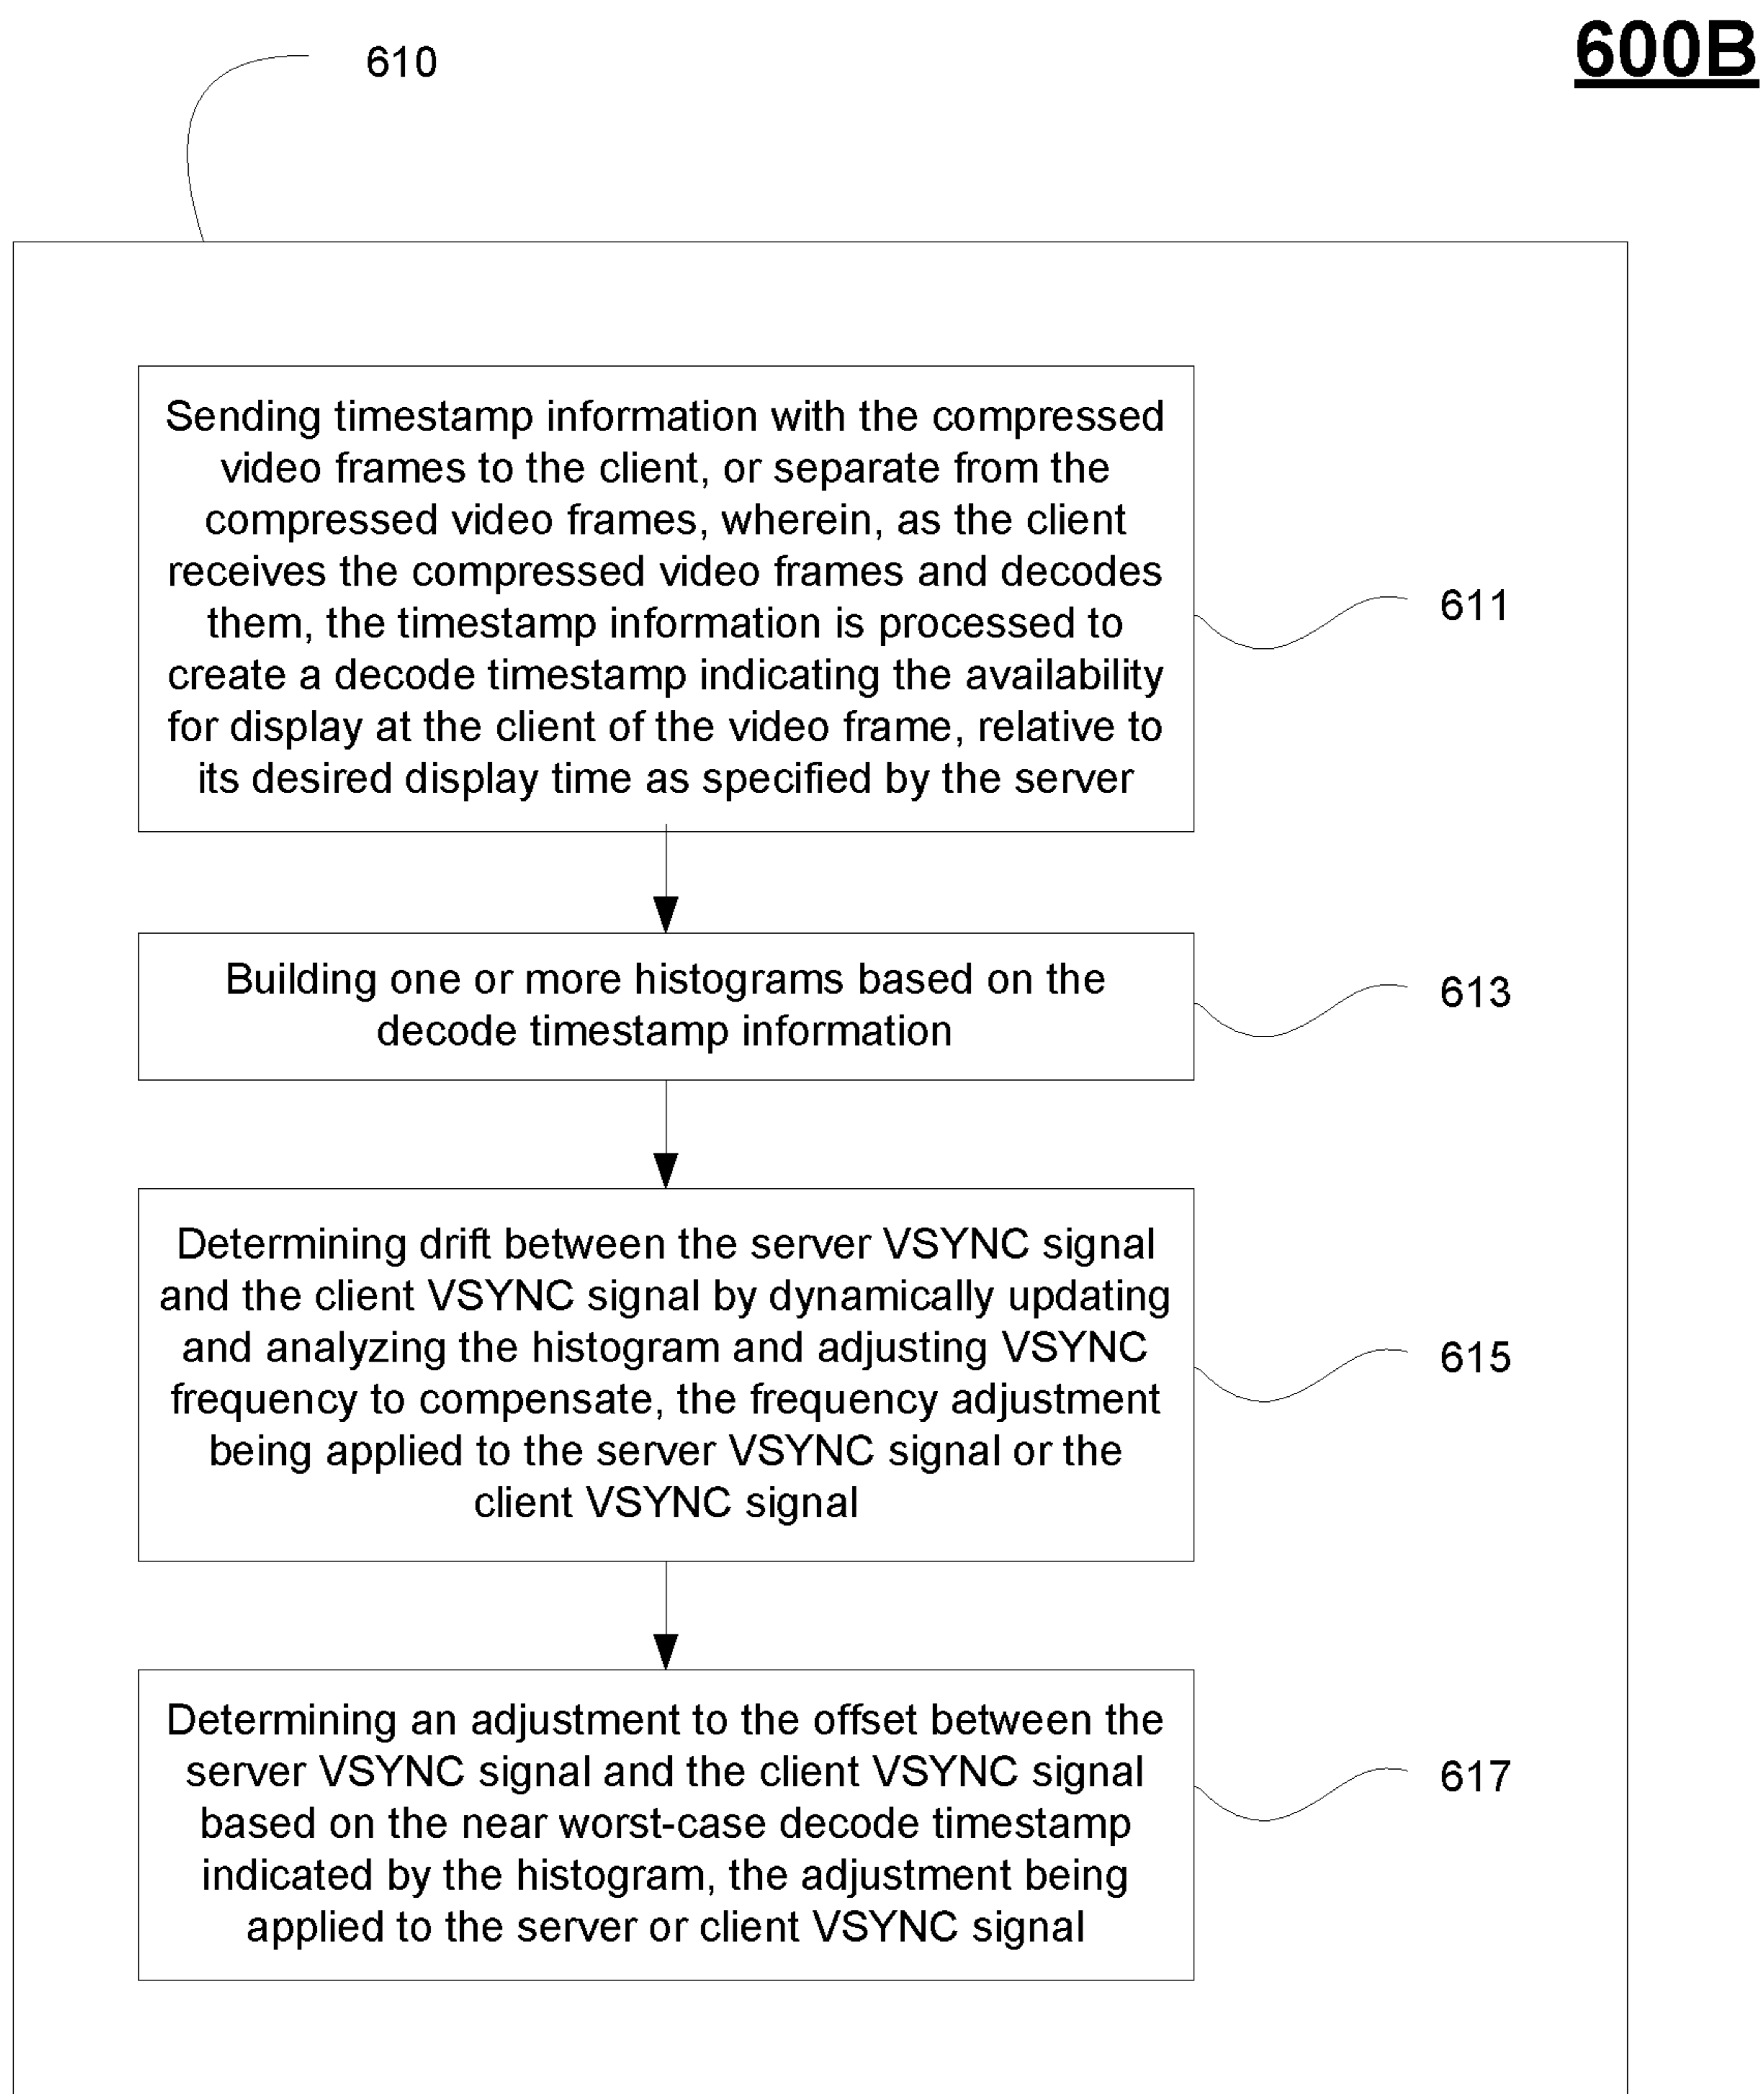 600B
610
Sending timestamp information with the compressed
video frames to the client, or separate from the
compressed video frames, wherein, as the client
receives the compressed video frames and decodes
them, the timestamp information is processed to
create a decode timestamp indicating the availability
for display at the client of the video frame, relative to
its desired display time as specified by the server
611
Building one or more histograms based on the
decode timestamp information
613
Determining drift between the server VSYNC signal
and the client VSYNC signal by dynamically updating
and analyzing the histogram and adjusting VSYNC
frequency to compensate, the frequency adjustment
being applied to the server VSYNC signal or the
client VSYNC signal
615
Determining an adjustment to the offset between the
server VSYNC signal and the client VSYNC signal
based on the near worst-case decode timestamp
indicated by the histogram, the adjustment being
applied to the server or client VSYNC signal
617